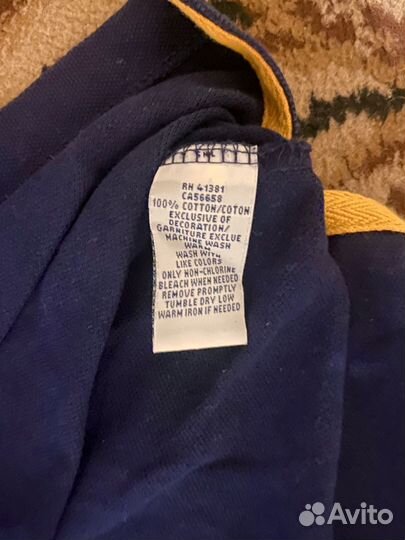 RN 41381
CA56658
100% COTTON/COTON
EXCLUSIVE OF
DECORATION/
GARNITURE EXCLUE
MACHINE WASH
WARM
WASH WITH
LIKE COLORS
ONLY NON-CHLORINE
BLEACH WHEN NEEDED
REMOVE PROMPTLY
TUMBLE DRY LOW
WARM IRON IF NEEDED
Avito